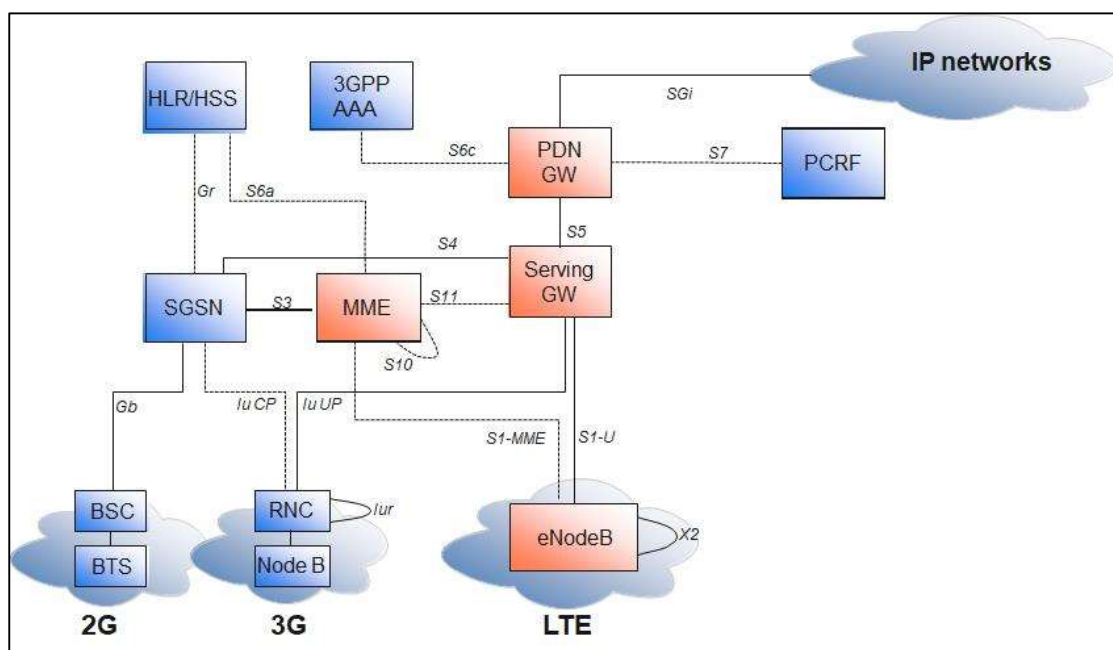 IP networks
HLR/HSS
3GPP
AAA
SGi
S6c
PDN
GW
S7
PCRF
Gr
S6a
S5
S4
SGSN
S3
MME
S11
Serving
GW
S10
Gb
Iu CP
Iu UP
S1-MME
S1-U
BSC
RNC
Iur
eNodeB
X2
BTS
Node B
2G
3G
LTE